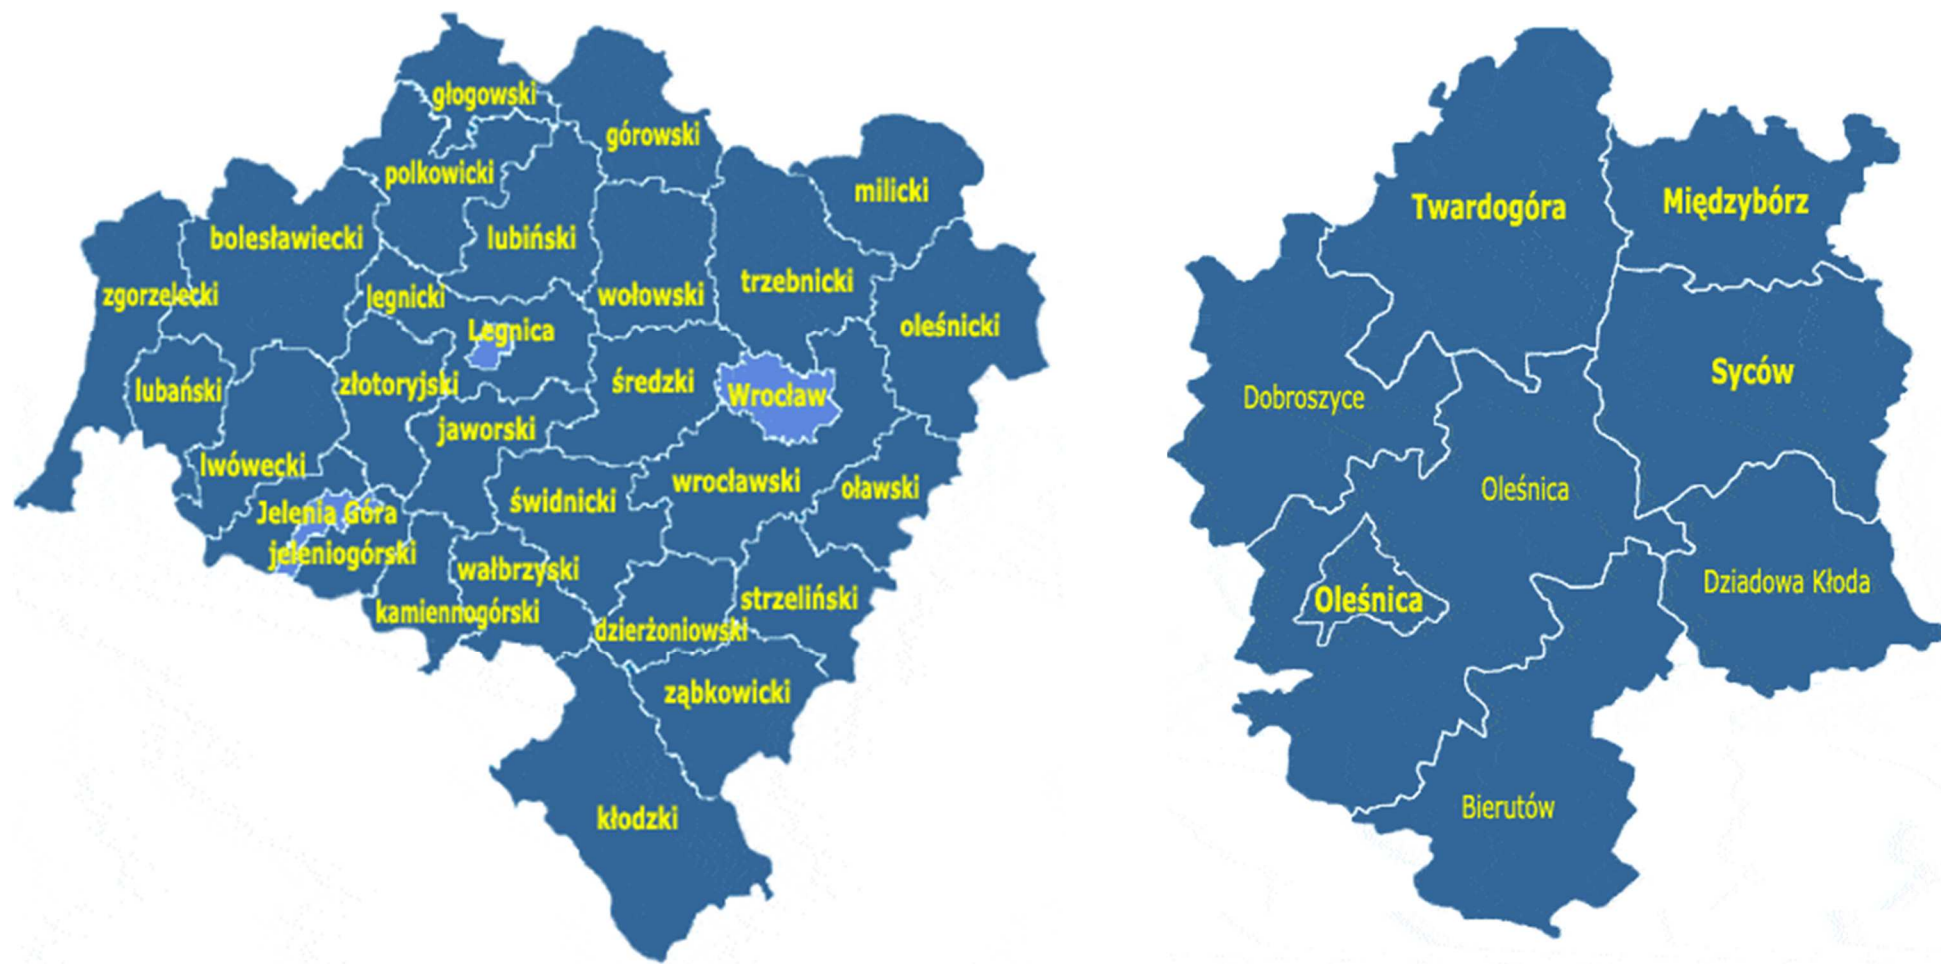 głogowski
górowski
polkowicki
milicki
bolesławiecki
lubiński
trzebnicki
zgorzelecki
legnicki
wołowski
Legnica
oleśnicki
lubański
złotoryjski
średzki
Wrocław
jaworski
lwówecki
wrocławski
oławski
świdnicki
Jelenia Góra
jeleniogórski
wałbrzyski
kamiennogórski
strzeliński
dzierżoniowski
ząbkowicki
kłodzki
Twardogóra
Międzybórz
Syców
Dobroszyce
Oleśnica
Dziadowa Kłoda
Oleśnica
Bierutów